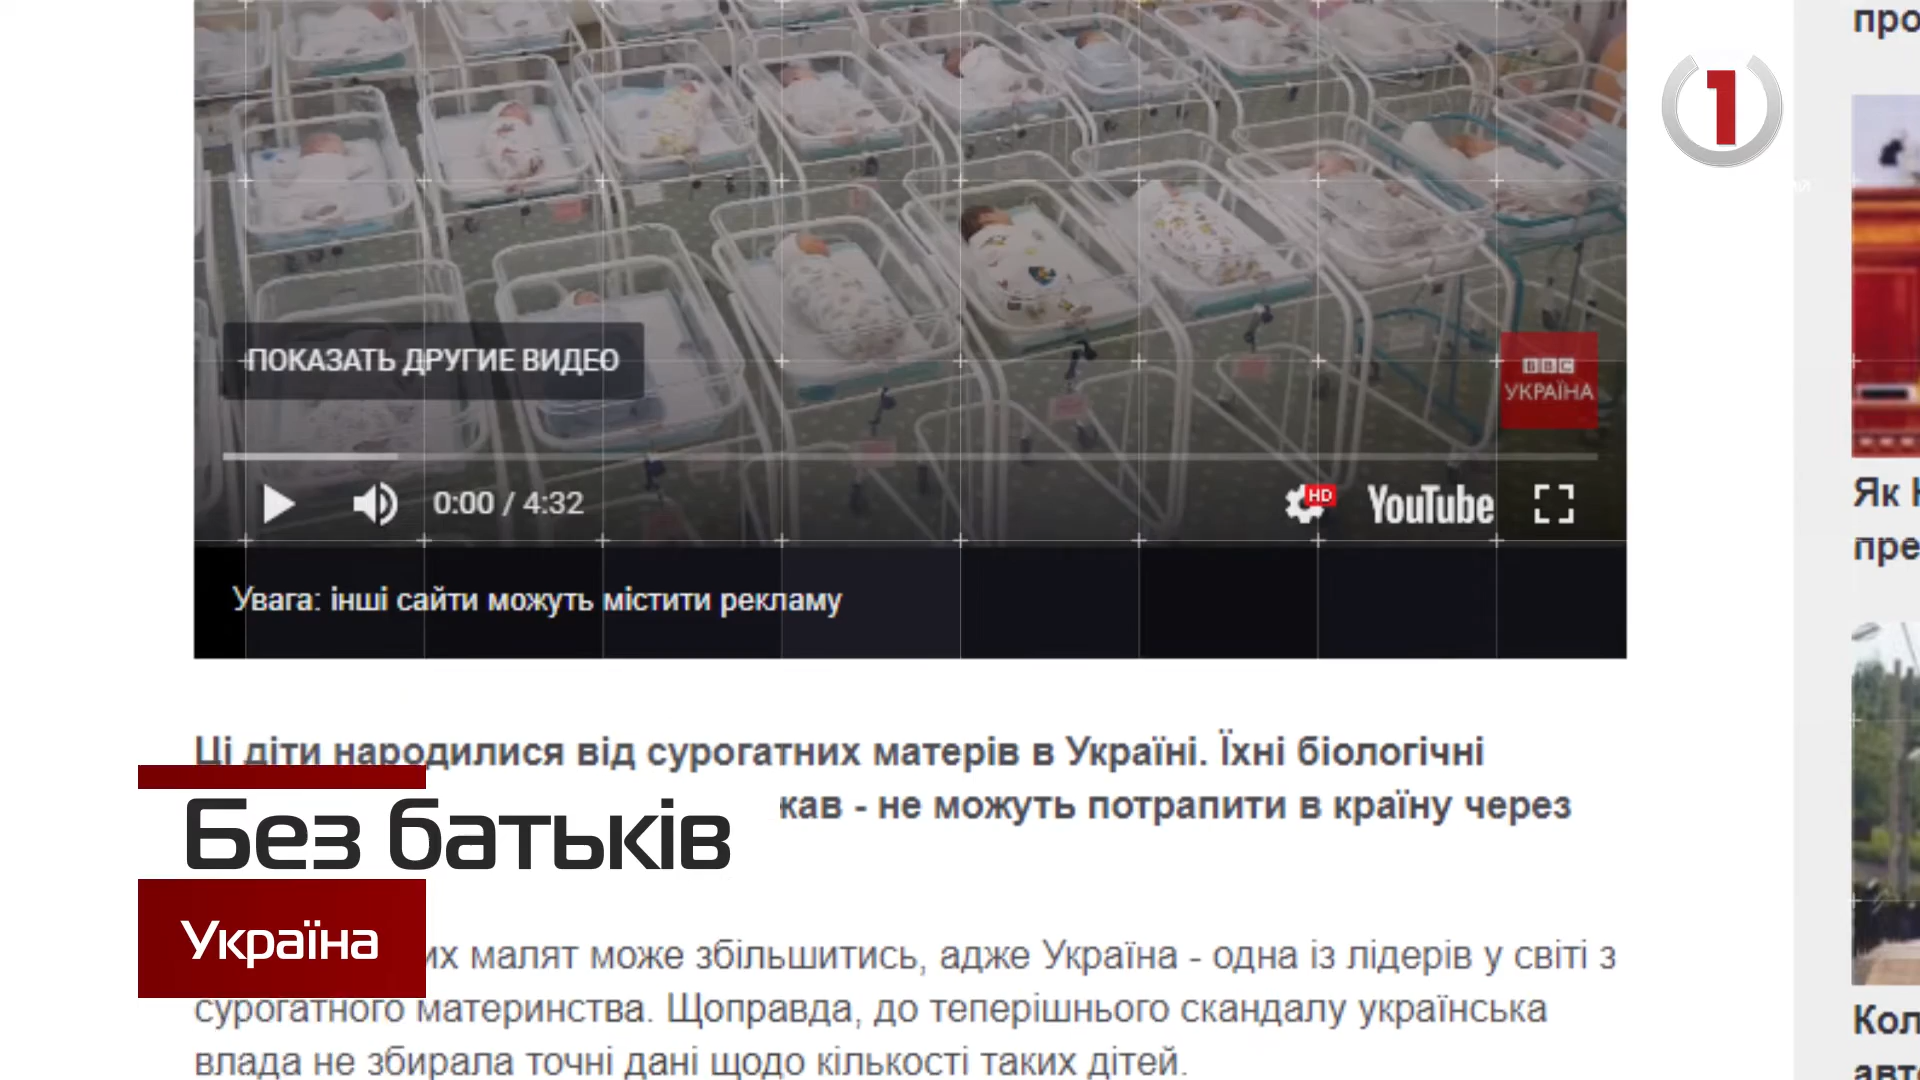 про
1
ПОКАЗАТЬ ДРУГИЕ ВИДЕО
BBC
УКРАЇНА
0:00 / 4:32
HD
YouTube
Увага: інші сайти можуть містити рекламу
Як
пре
Ці діти народилися від сурогатних матерів в Україні. Їхні біологічні
- не можуть потрапити в країну через
Без батьків
Україна
малят може збільшитись, адже Україна - одна із лідерів у світі з
сурогатного материнства. Щоправда, до теперішнього скандалу українська
влада не збирала точні дані щодо кількості таких дітей.
Кол
авт